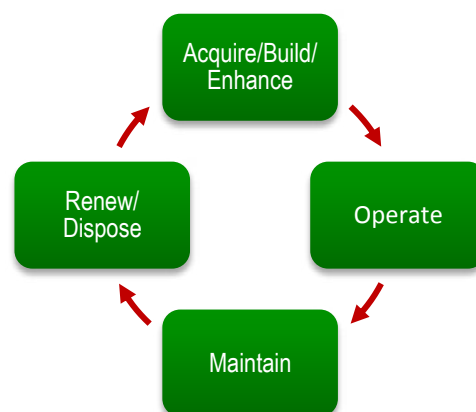 Acquire/Build/
Enhance
Operate
Maintain
Renew/
Dispose